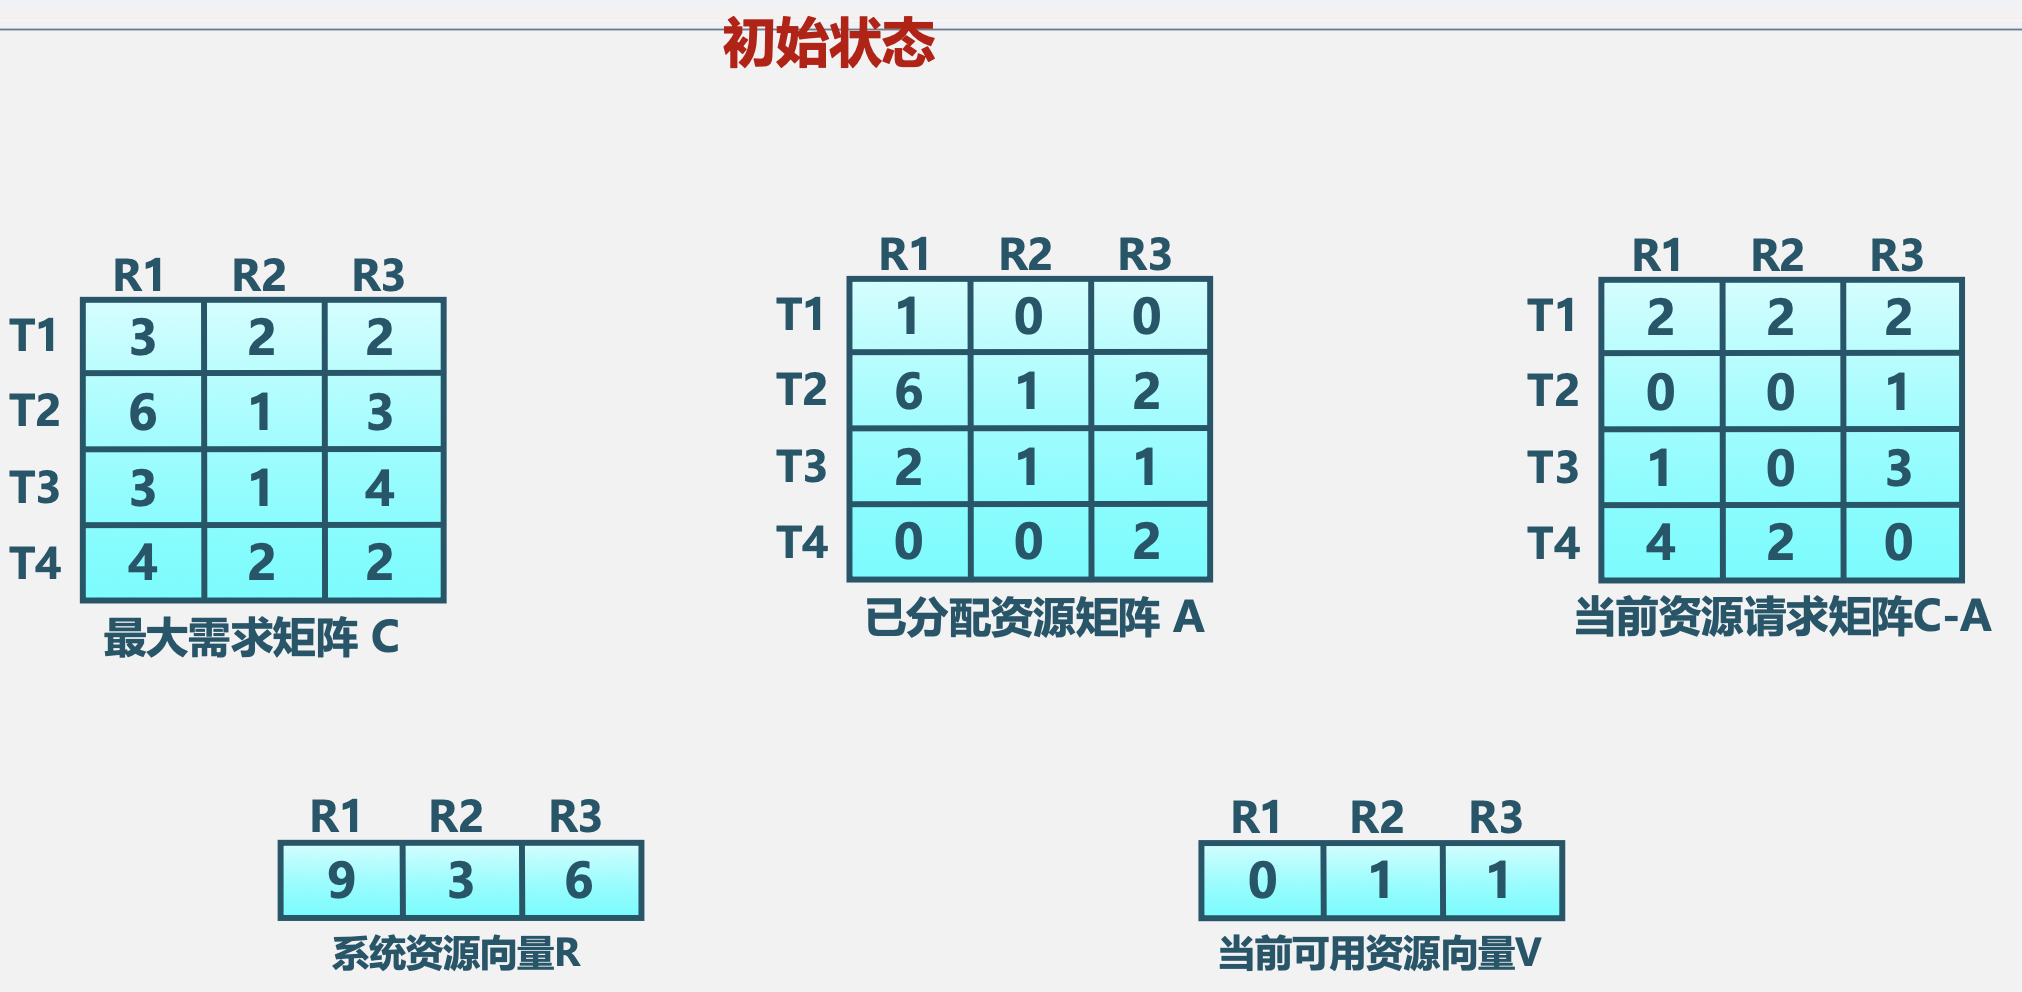 初始状态
R1 R2 R3
T1 3 2 2
T2 6 1 3
T3 3 1 4
T4 4 2 2
最大需求矩阵 C
R1 R2 R3
T1 1 0 0
T2 6 1 2
T3 2 1 1
T4 0 0 2
已分配资源矩阵 A
R1 R2 R3
T1 2 2 2
T2 0 0 1
T3 1 0 3
T4 4 2 0
当前资源请求矩阵C-A
R1 R2 R3
9 3 6
系统资源向量R
R1 R2 R3
0 1 1
当前可用资源向量V